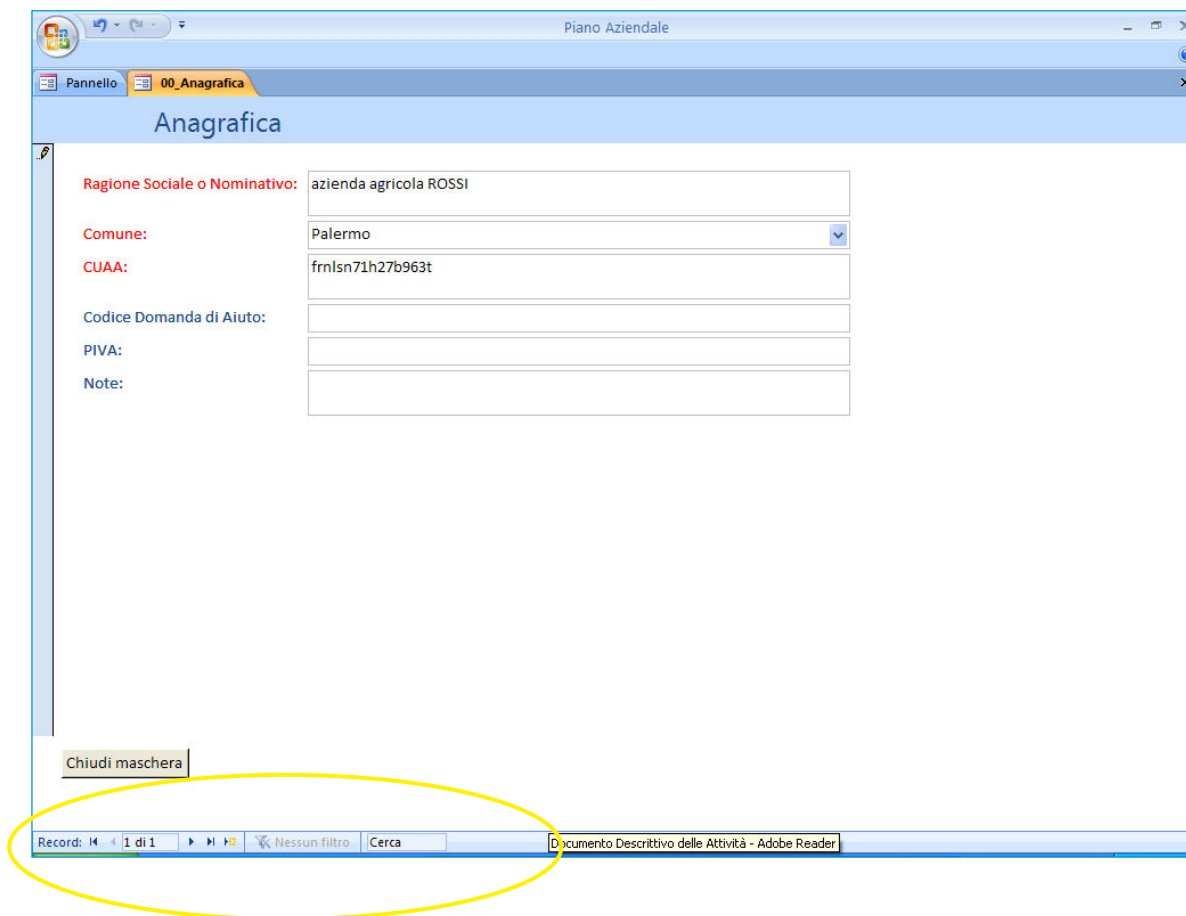 Piano Aziendale
Pannello 00_Anagrafica
Anagrafica
Ragione Sociale o Nominativo: azienda agricola ROSSI
Comune: Palermo
CUAA: frnlsn71h27b963t
Codice Domanda di Aiuto:
PIVA:
Note:
Chiudi maschera
Record: 1 di 1 Nessun filtro Cerca Documento Descrittivo delle Attività - Adobe Reader